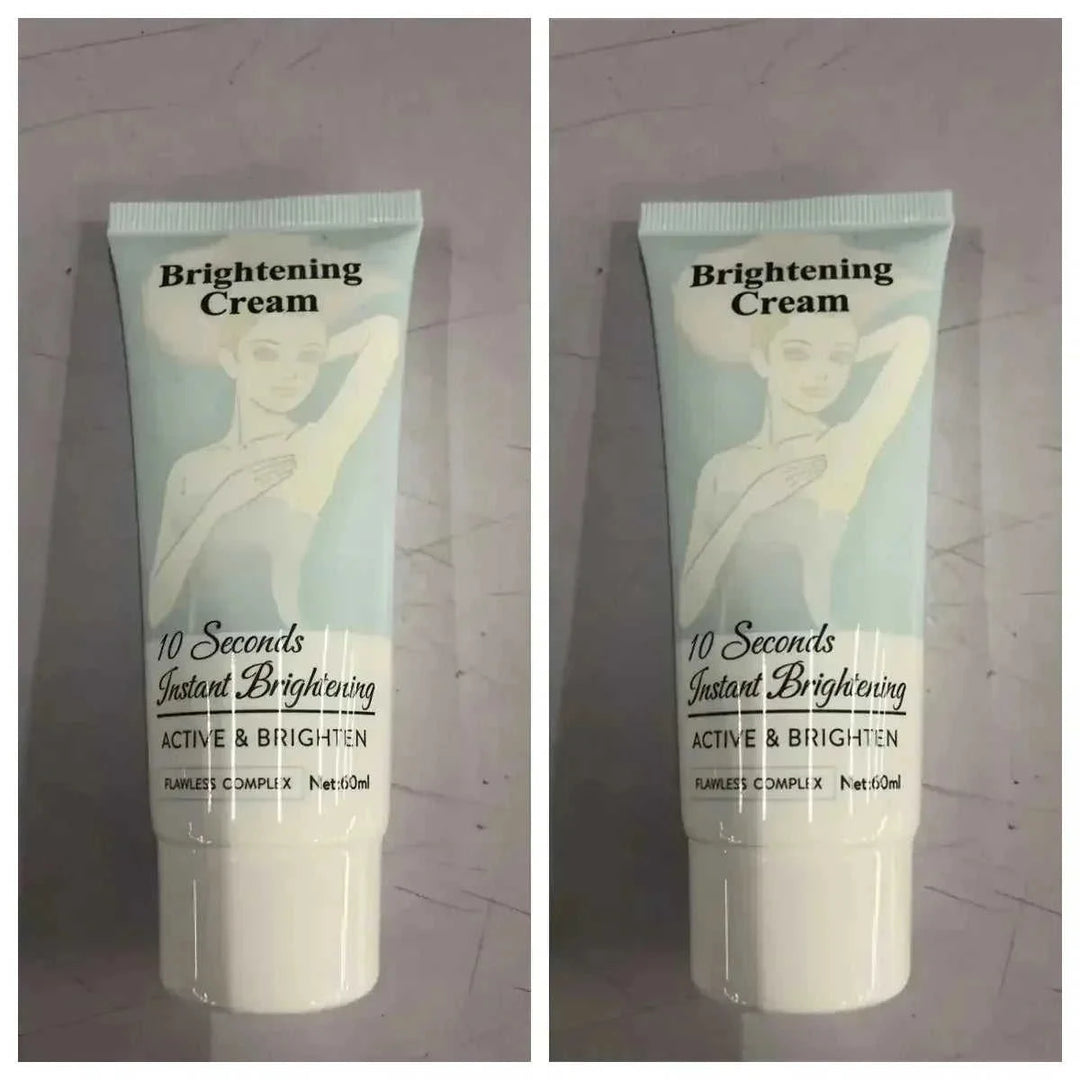 Brightening
Cream
10 Seconds
Instant Brightening
ACTIVE & BRIGHTEN
FLAWLESS COMPLEX Net:60ml
Brightening
Cream
10 Seconds
Instant Brightening
ACTIVE & BRIGHTEN
FLAWLESS COMPLEX Net:60ml